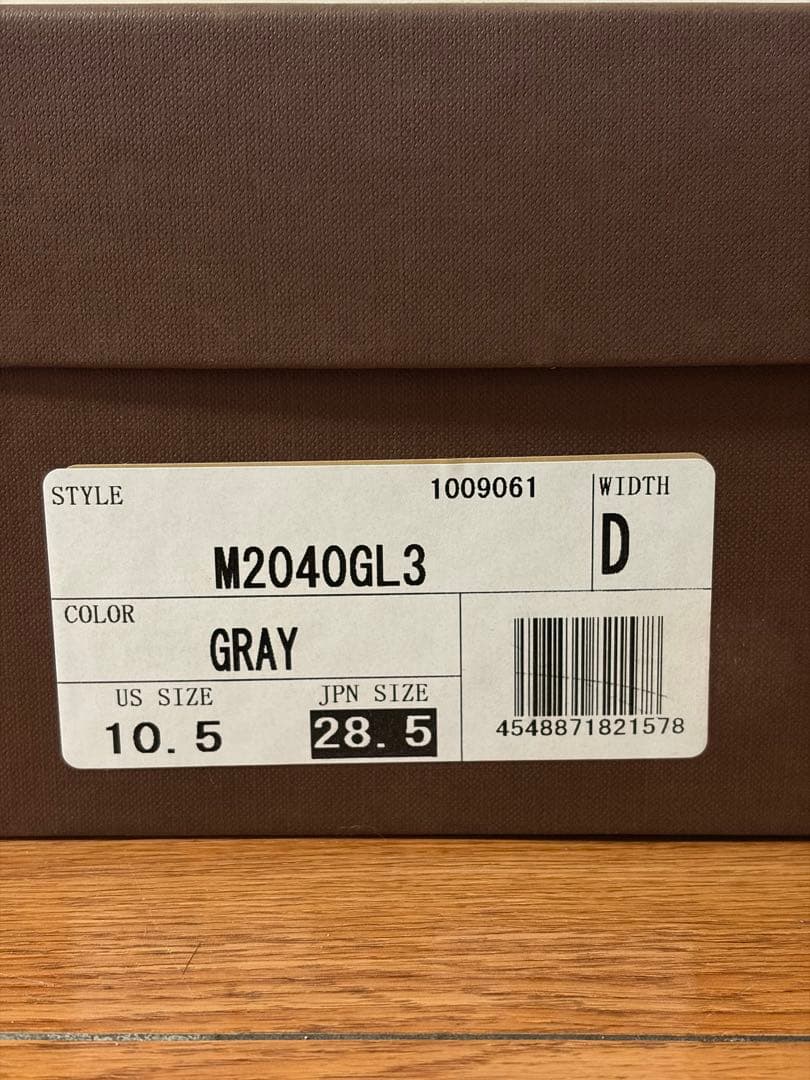 STYLE 1009061 WIDTH
M2040GL3 D
COLOR
GRAY
US SIZE JPN SIZE
10.5 28.5
4548871821578